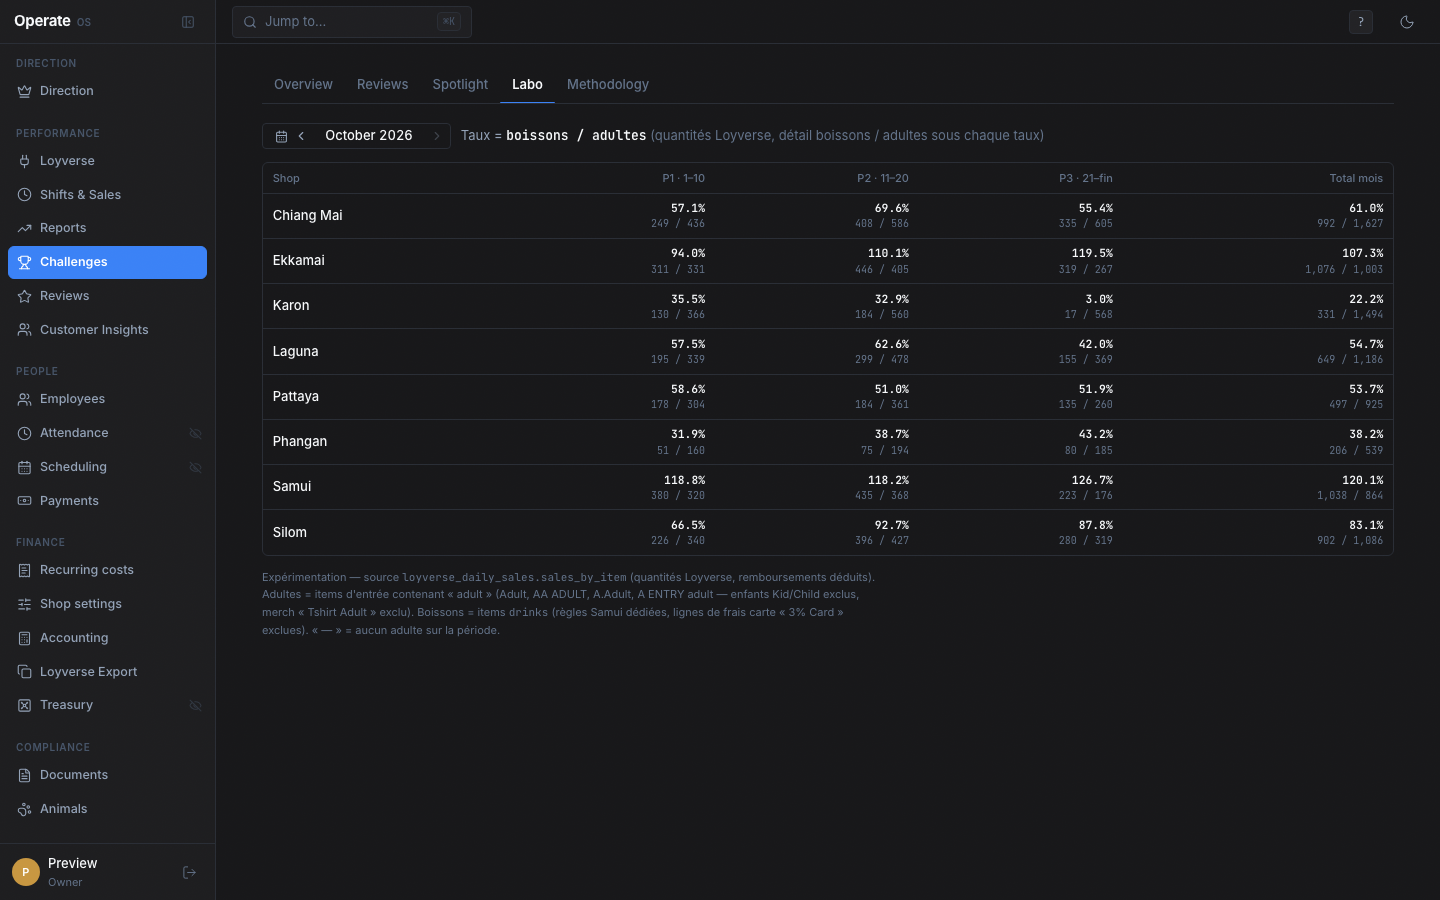 Operate OS
Jump to...
⌘K
?
DIRECTION
Direction
PERFORMANCE
Loyverse
Shifts & Sales
Reports
Challenges
Reviews
Customer Insights
PEOPLE
Employees
Attendance
Scheduling
Payments
FINANCE
Recurring costs
Shop settings
Accounting
Loyverse Export
Treasury
COMPLIANCE
Documents
Animals
P
Preview
Owner
Overview Reviews Spotlight Labo Methodology
October 2026 Taux = boissons / adultes (quantités Loyverse, détail boissons / adultes sous chaque taux)
Shop P1 · 1–10 P2 · 11–20 P3 · 21–fin Total mois
Chiang Mai 57.1% 69.6% 55.4% 61.0%
249 / 436 408 / 586 335 / 605 992 / 1,627
Ekkamai 94.0% 110.1% 119.5% 107.3%
311 / 331 446 / 405 319 / 267 1,076 / 1,003
Karon 35.5% 32.9% 3.0% 22.2%
130 / 366 184 / 560 17 / 568 331 / 1,494
Laguna 57.5% 62.6% 42.0% 54.7%
195 / 339 299 / 478 155 / 369 649 / 1,186
Pattaya 58.6% 51.0% 51.9% 53.7%
178 / 304 184 / 361 135 / 260 497 / 925
Phangan 31.9% 38.7% 43.2% 38.2%
51 / 160 75 / 194 80 / 185 206 / 539
Samui 118.8% 118.2% 126.7% 120.1%
380 / 320 435 / 368 223 / 176 1,038 / 864
Silom 66.5% 92.7% 87.8% 83.1%
226 / 340 396 / 427 280 / 319 902 / 1,086
Expérimentation — source loyverse_daily_sales.sales_by_item (quantités Loyverse, remboursements déduits).
Adultes = items d'entrée contenant « adult » (Adult, AA ADULT, A.Adult, A ENTRY adult — enfants Kid/Child exclus,
merch « Tshirt Adult » exclu). Boissons = items drinks (règles Samui dédiées, lignes de frais carte « 3% Card »
exclues). « — » = aucun adulte sur la période.